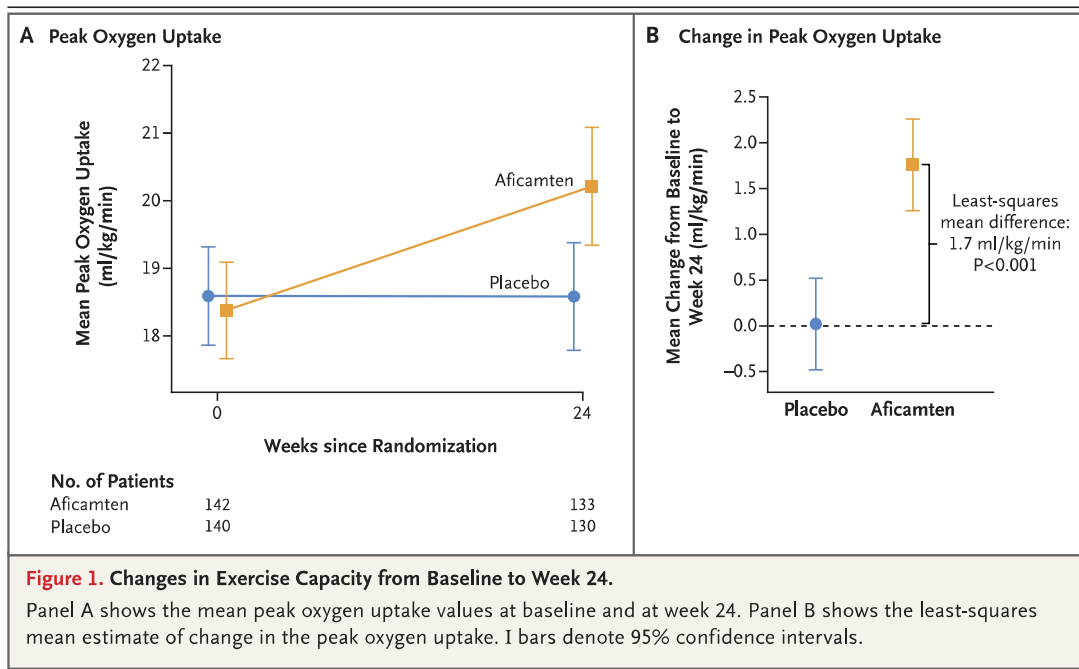 A Peak Oxygen Uptake
22
21
20
19
18
Mean Peak Oxygen Uptake
(ml/kg/min)
Aficamten
Placebo
0
24
Weeks since Randomization
No. of Patients
Aficamten 142 133
Placebo 140 130
B Change in Peak Oxygen Uptake
2.5
2.0
1.5
1.0
0.5
0.0
−0.5
Mean Change from Baseline to
Week 24 (ml/kg/min)
Least-squares
mean difference:
1.7 ml/kg/min
P<0.001
Placebo
Aficamten
Figure 1. Changes in Exercise Capacity from Baseline to Week 24.
Panel A shows the mean peak oxygen uptake values at baseline and at week 24. Panel B shows the least-squares
mean estimate of change in the peak oxygen uptake. I bars denote 95% confidence intervals.